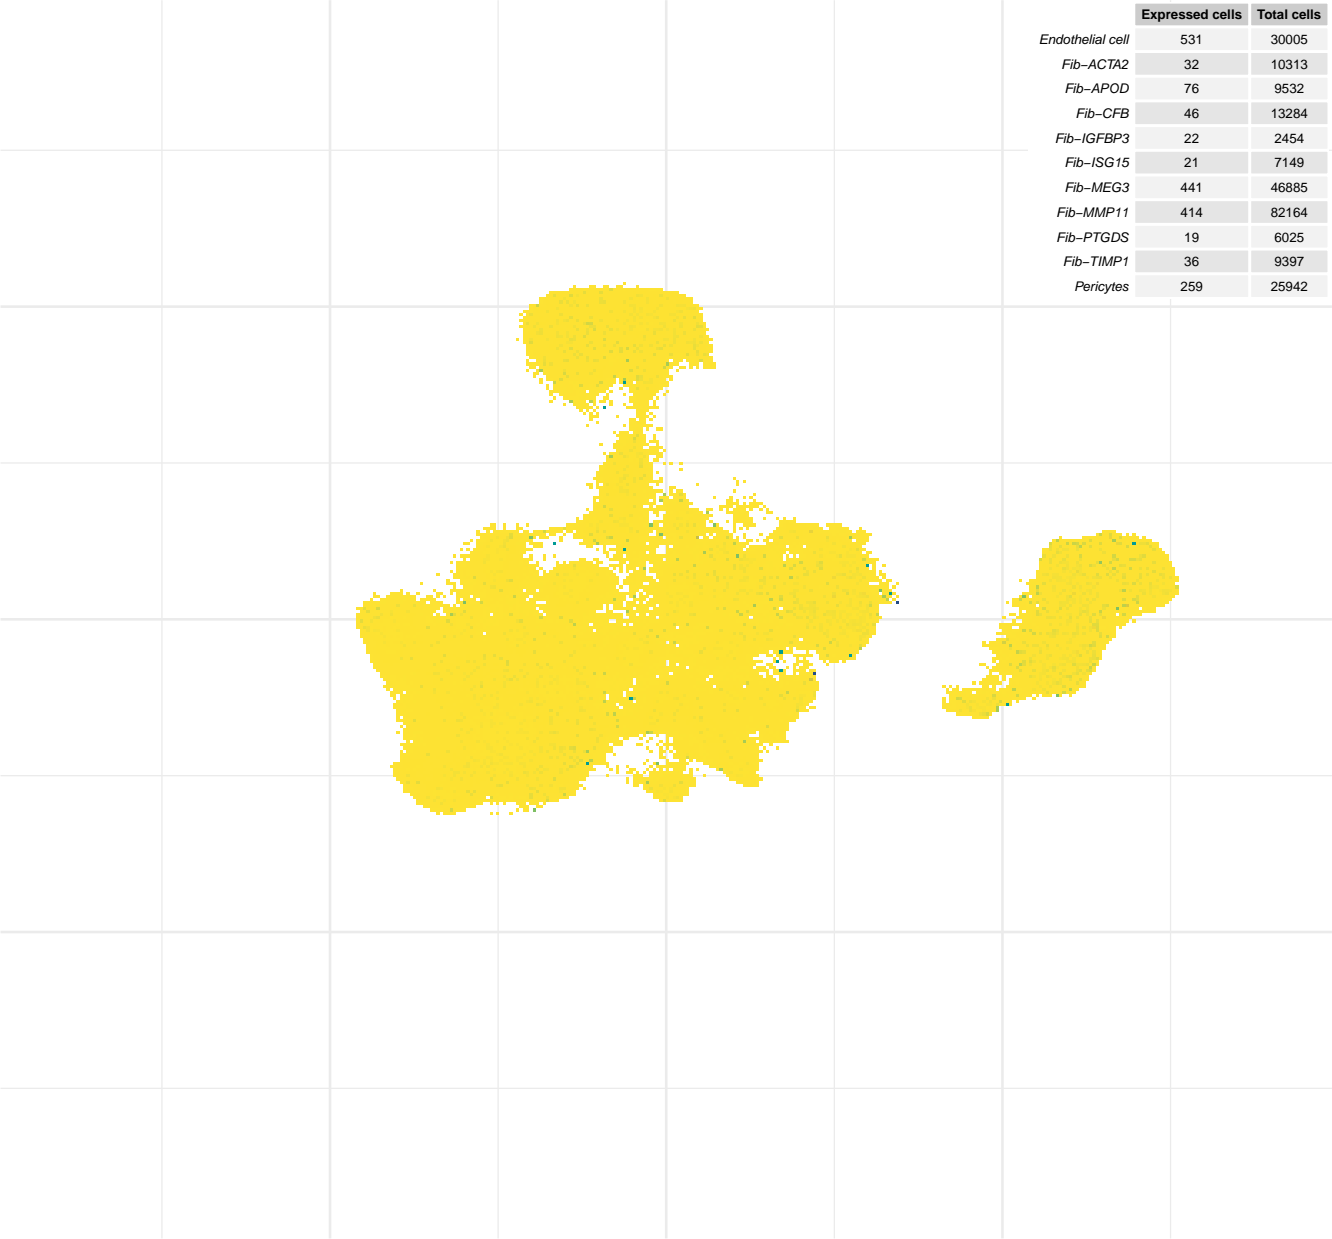 Expressed cells Total cells
Endothelial cell 531 30005
Fib−ACTA2 32 10313
Fib−APOD 76 9532
Fib−CFB 46 13284
Fib−IGFBP3 22 2454
Fib−ISG15 21 7149
Fib−MEG3 441 46885
Fib−MMP11 414 82164
Fib−PTGDS 19 6025
Fib−TIMP1 36 9397
Pericytes 259 25942